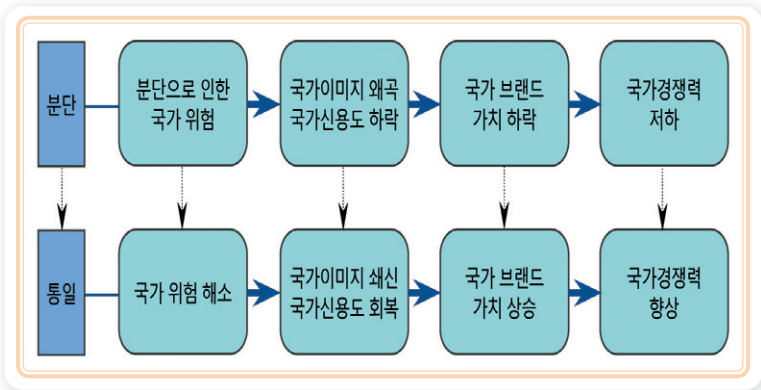 분단
분단으로 인한
국가 위험
국가이미지 왜곡
국가신용도 하락
국가 브랜드
가치 하락
국가경쟁력
저하
통일
국가 위험 해소
국가이미지 쇄신
국가신용도 회복
국가 브랜드
가치 상승
국가경쟁력
향상